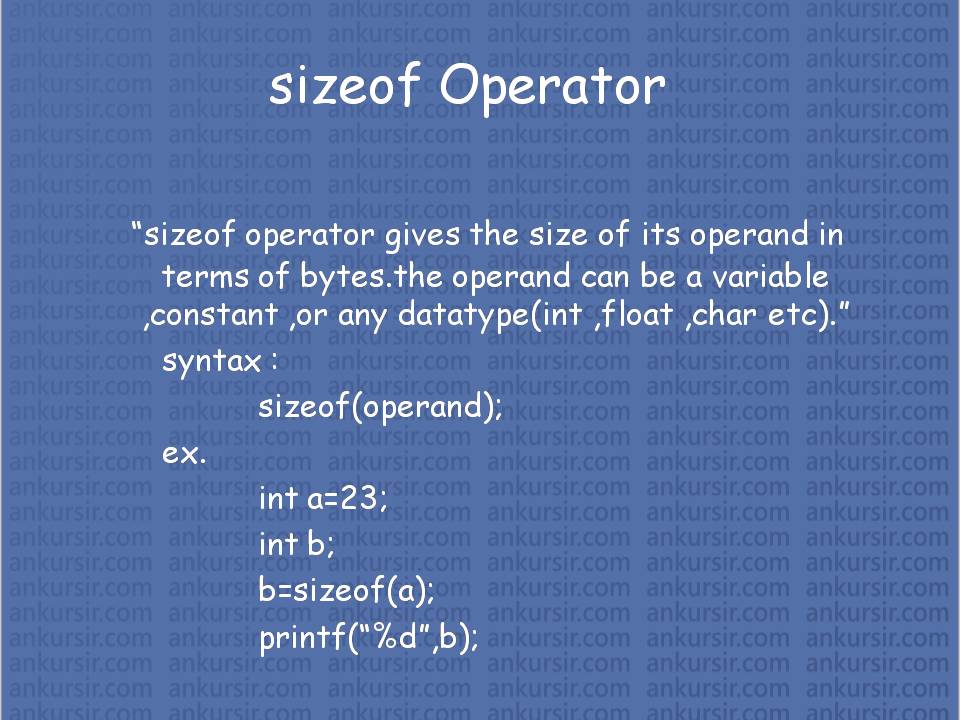 sizeof Operator
“sizeof operator gives the size of its operand in
terms of bytes.the operand can be a variable
,constant ,or any datatype(int ,float ,char etc).”
syntax :
sizeof(operand);
ex.
int a=23;
int b;
b=sizeof(a);
printf(“%d”,b);
ankursir.com